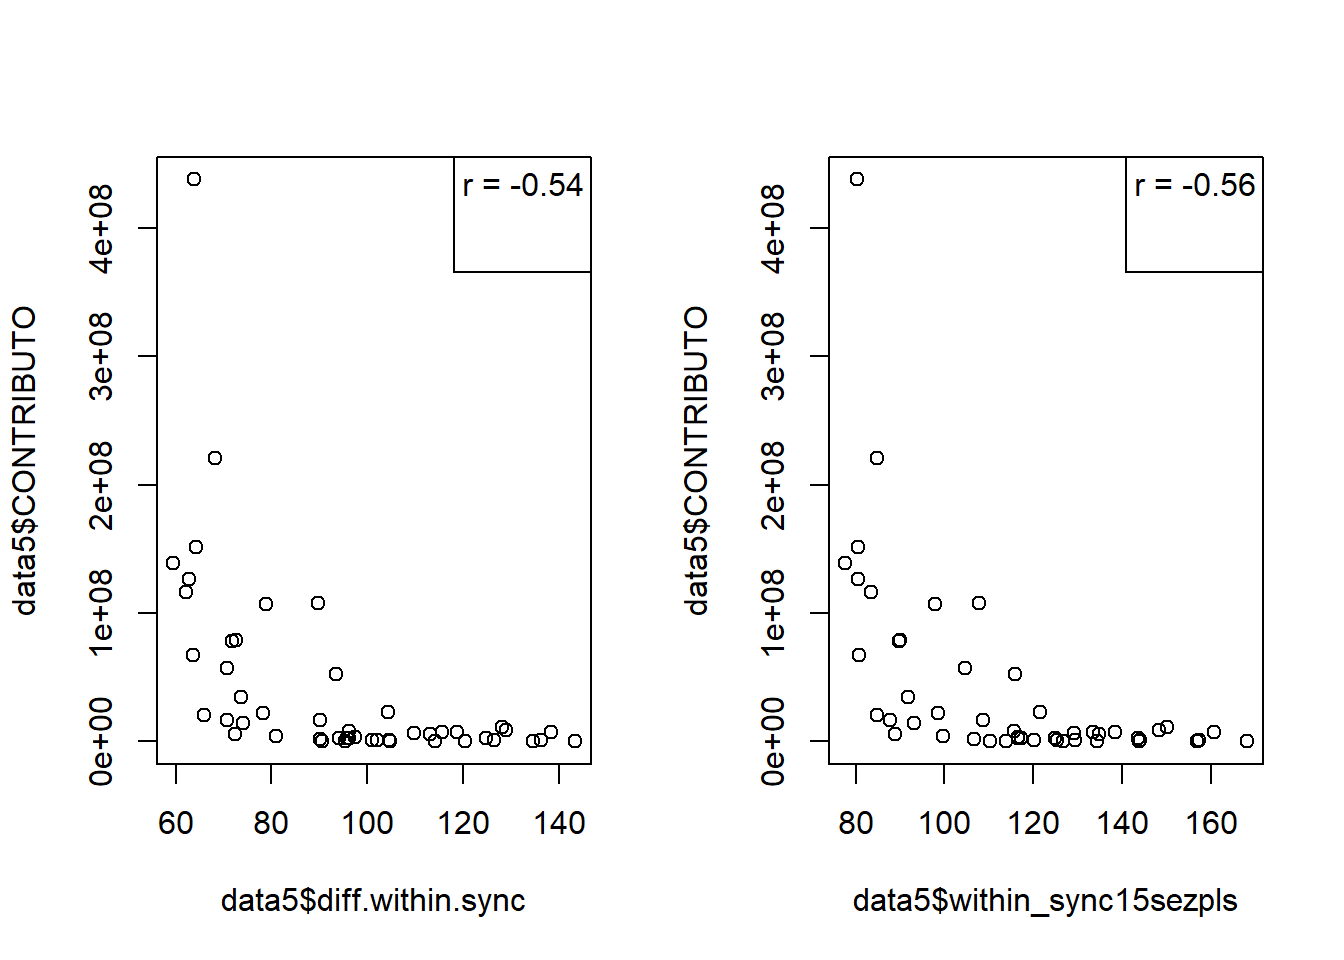 r = -0.54
data5$CONTRIBUTO
4e+08
3e+08
2e+08
1e+08
0e+00
60 80 100 120 140
data5$diff.within.sync
r = -0.56
data5$CONTRIBUTO
4e+08
3e+08
2e+08
1e+08
0e+00
80 100 120 140 160
data5$within_sync15sezpls